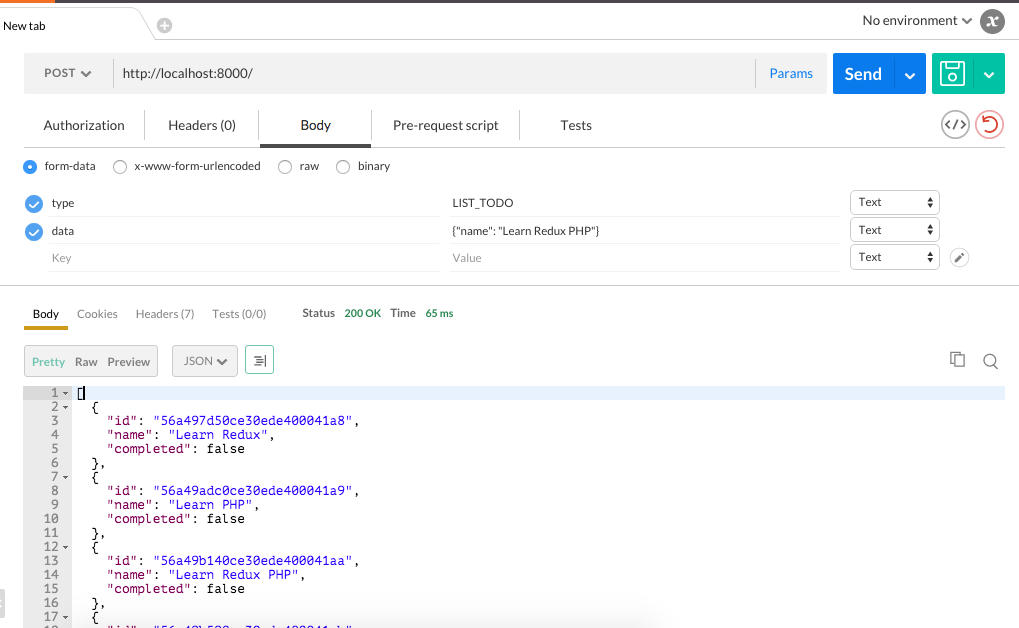 New tab
No environment
POST http://localhost:8000/ Params Send
Authorization Headers (0) Body Pre-request script Tests
form-data x-www-form-urlencoded raw binary
type LIST_TODO Text
data {"name": "Learn Redux PHP"} Text
Key Value Text
Body Cookies Headers (7) Tests (0/0) Status 200 OK Time 65 ms
Pretty Raw Preview JSON
1 [
2 {
3 "id": "56a497d50ce30ede400041a8",
4 "name": "Learn Redux",
5 "completed": false
6 },
7 {
8 "id": "56a49adc0ce30ede400041a9",
9 "name": "Learn PHP",
10 "completed": false
11 },
12 {
13 "id": "56a49b140ce30ede400041aa",
14 "name": "Learn Redux PHP",
15 "completed": false
16 },
17 {